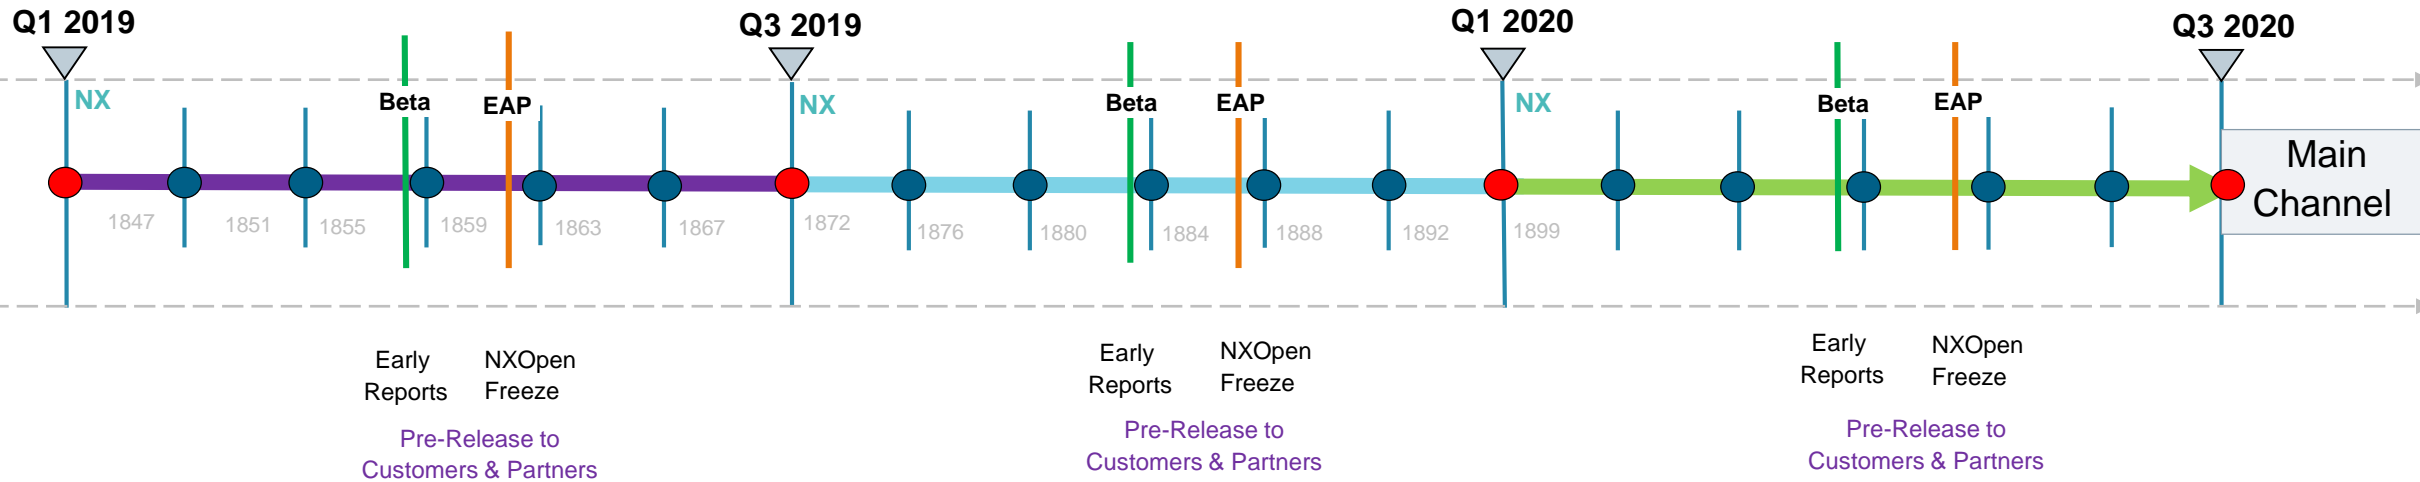 Q1 2019
Q3 2019
Q1 2020
Q3 2020
NX
Beta
EAP
NX
Beta
EAP
NX
Beta
EAP
Main
Channel
1847
1851
1855
1859
1863
1867
1872
1876
1880
1884
1888
1892
1899
Early
Reports
NXOpen
Freeze
Pre-Release to
Customers & Partners
Early
Reports
NXOpen
Freeze
Pre-Release to
Customers & Partners
Early
Reports
NXOpen
Freeze
Pre-Release to
Customers & Partners